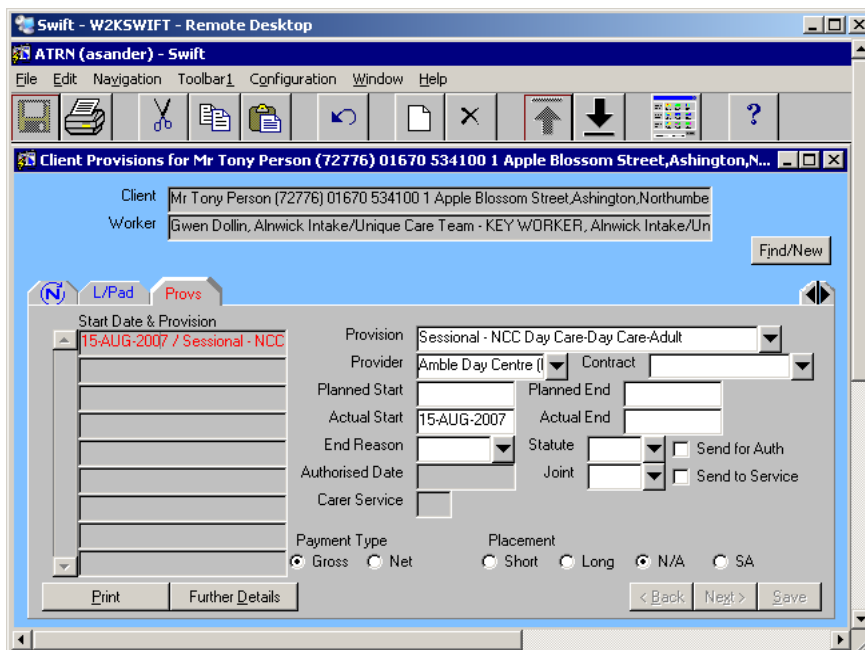 Swift - W2KSWIFT - Remote Desktop
ATRN (asander) - Swift
File Edit Navigation Toolbar1 Configuration Window Help
?
Client Provisions for Mr Tony Person (72776) 01670 534100 1 Apple Blossom Street,Ashington,N...
Client Mr Tony Person (72776) 01670 534100 1 Apple Blossom Street,Ashington,Northumbe
Worker Gwen Dollin, Alnwick Intake/Unique Care Team - KEY WORKER, Alnwick Intake/Un
Find/New
N L/Pad Provs
Start Date & Provision
15-AUG-2007 / Sessional - NCC
Provision Sessional - NCC Day Care-Day Care-Adult
Provider Amble Day Centre (I Contract
Planned Start Planned End
Actual Start 15-AUG-2007 Actual End
End Reason Statute Send for Auth
Authorised Date Joint Send to Service
Carer Service
Payment Type Placement
Gross Net Short Long N/A SA
Print Further Details < Back Next > Save